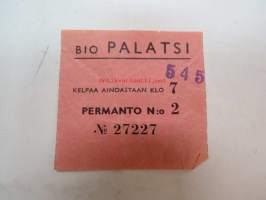 BIO PALATSI
545
KELPAA AINOASTAAN KLO 7
PERMANTO N:o 2
№ 27227